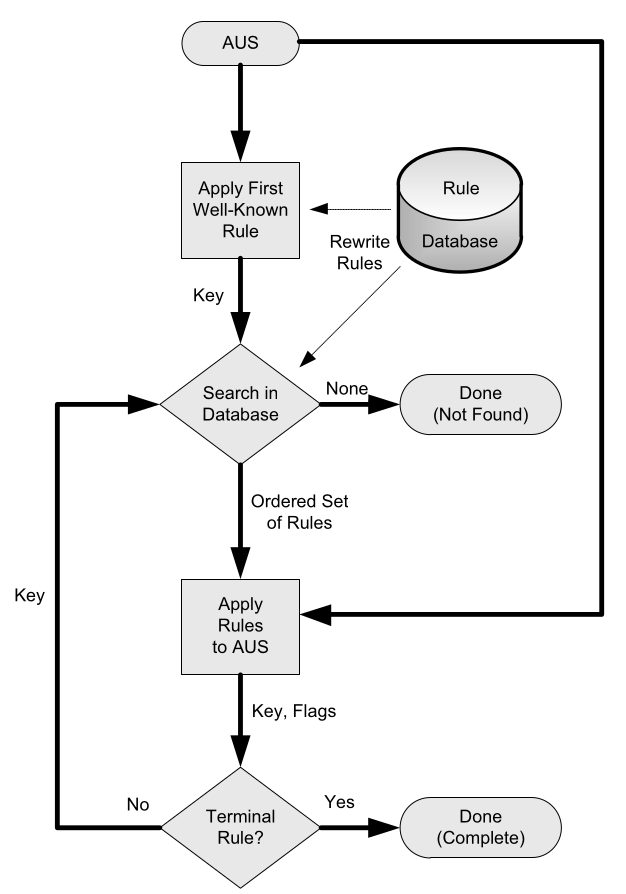 AUS
Apply First
Well-Known
Rule
Rule
Database
Rewrite
Rules
Key
Search in
Database
None
Done
(Not Found)
Ordered Set
of Rules
Key
Apply
Rules
to AUS
Key, Flags
No
Terminal
Rule?
Yes
Done
(Complete)